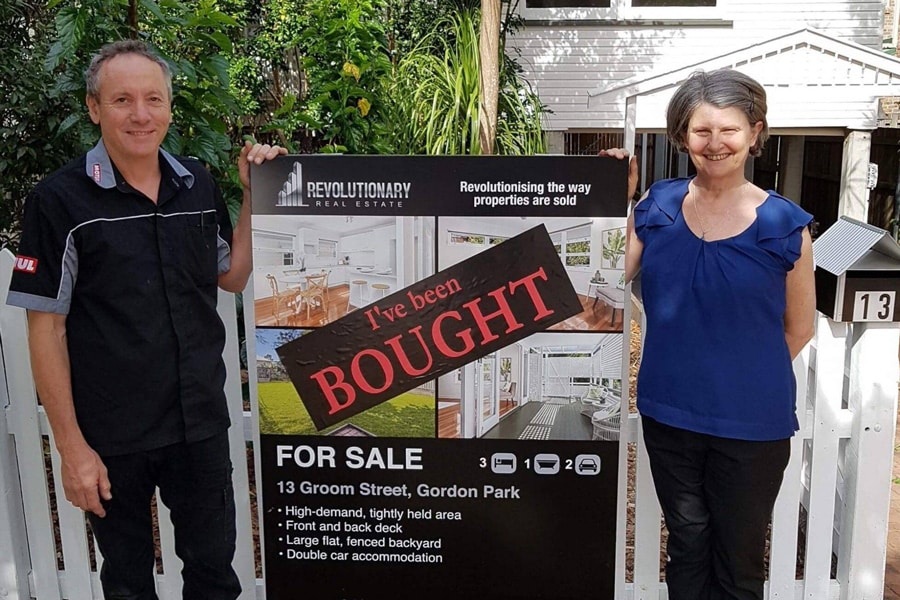 REVOLUTIONARY
REAL ESTATE
Revolutionising the way
properties are sold
I've been
BOUGHT
FOR SALE
3 1 2
13 Groom Street, Gordon Park
• High-demand, tightly held area
• Front and back deck
• Large flat, fenced backyard
• Double car accommodation
13